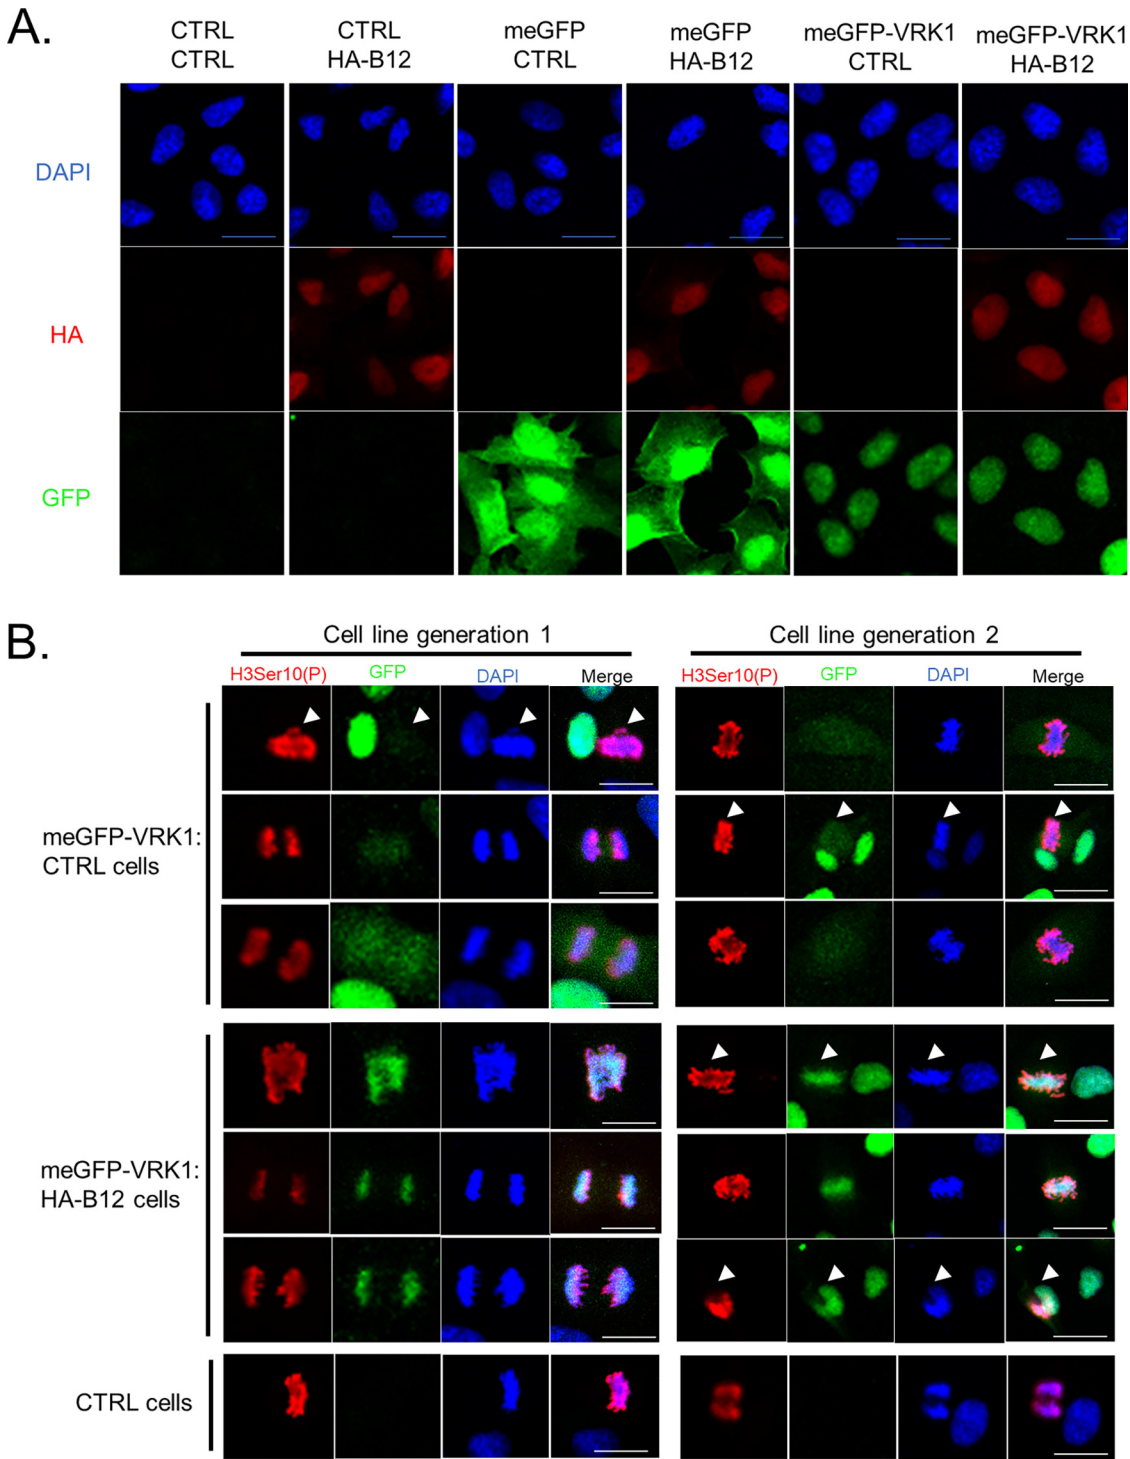 A.
CTRL CTRL meGFP meGFP meGFP-VRK1 meGFP-VRK1
CTRL HA-B12 CTRL HA-B12 CTRL HA-B12
DAPI
HA
GFP
B.
Cell line generation 1 Cell line generation 2
H3Ser10(P) GFP DAPI Merge H3Ser10(P) GFP DAPI Merge
meGFP-VRK1:
CTRL cells
meGFP-VRK1:
HA-B12 cells
CTRL cells